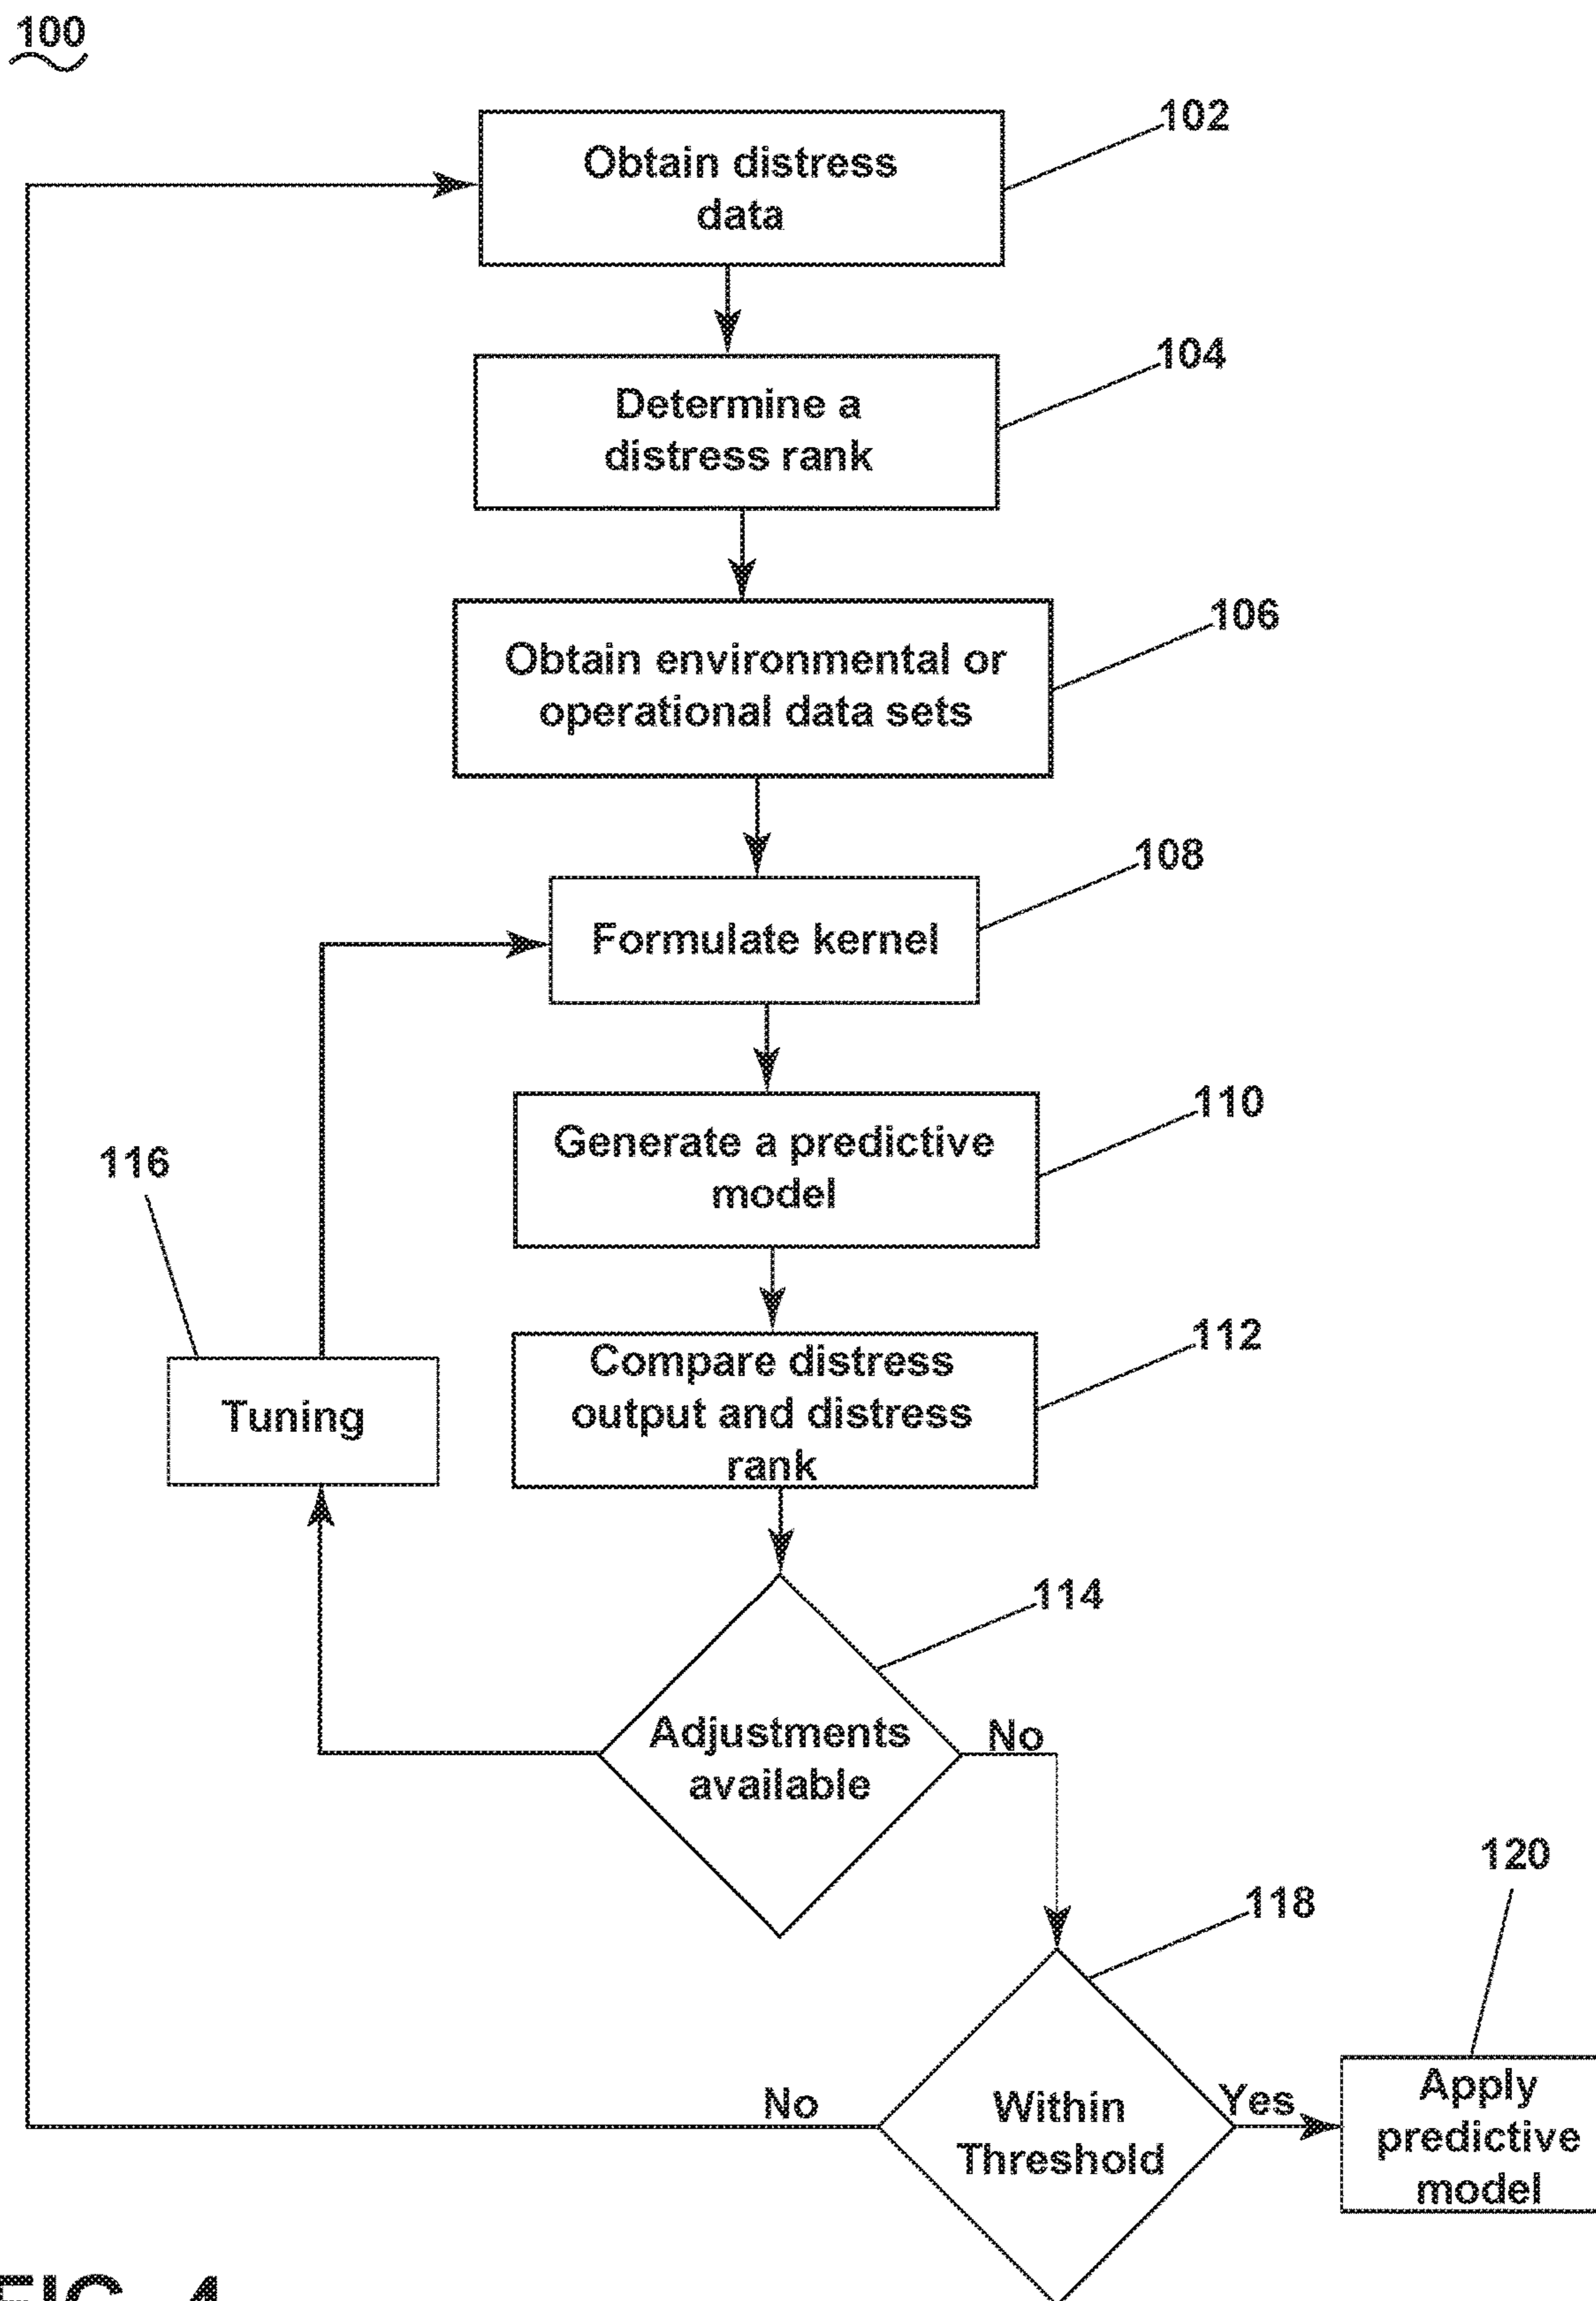 100
102
Obtain distress
data
104
Determine a
distress rank
106
Obtain environmental or
operational data sets
108
Formulate kernel
110
Generate a predictive
model
116
112
Compare distress
output and distress
rank
Tuning
114
Adjustments
available
No
120
118
No
Within
Threshold
Yes
Apply
predictive
model
FIG. 4